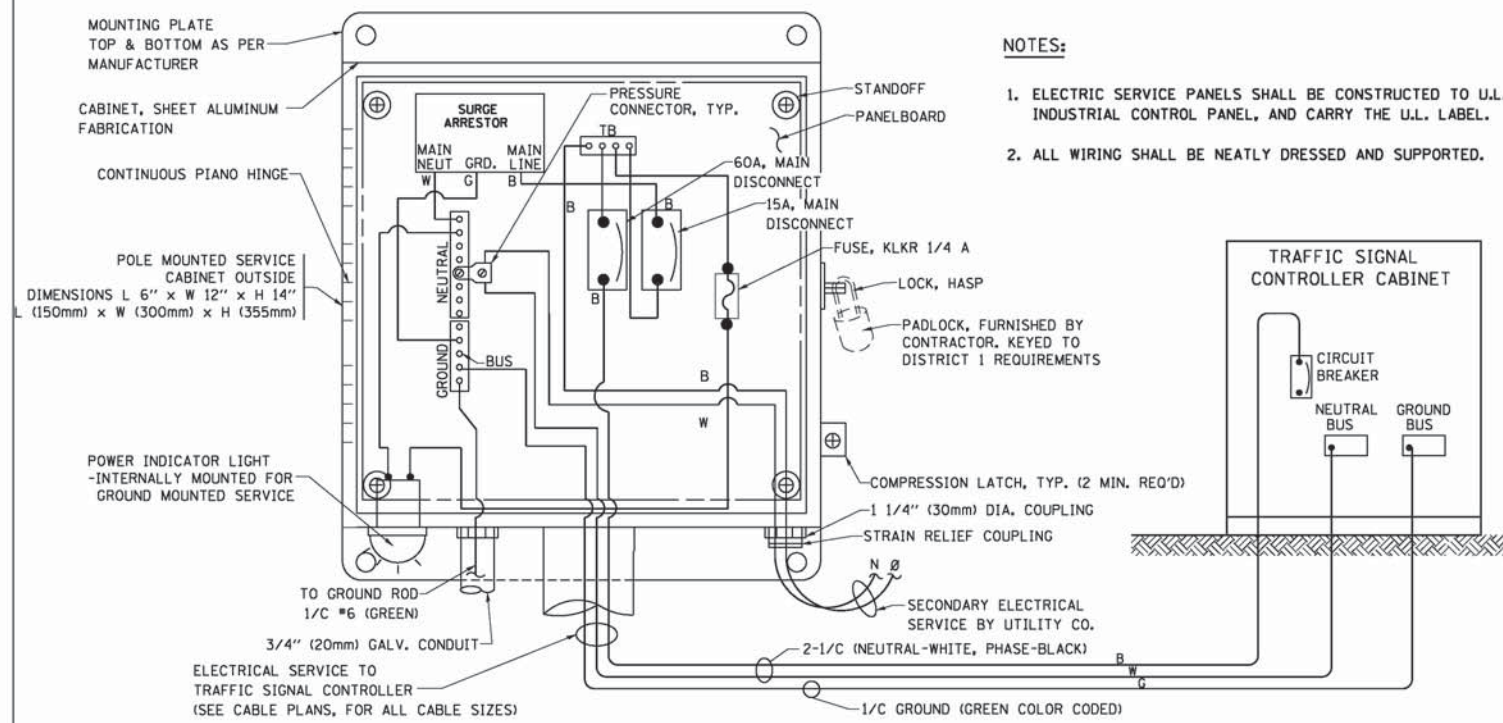 MOUNTING PLATE
TOP & BOTTOM AS PER
MANUFACTURER
CABINET, SHEET ALUMINUM
FABRICATION
CONTINUOUS PIANO HINGE
POLE MOUNTED SERVICE
CABINET OUTSIDE
DIMENSIONS L 6" x W 12" x H 14"
L (150mm) x W (300mm) x H (355mm)
POWER INDICATOR LIGHT
-INTERNALLY MOUNTED FOR
GROUND MOUNTED SERVICE
SURGE
ARRESTOR
MAIN
NEUT
GRD.
MAIN
LINE
W
G
B
PRESSURE
CONNECTOR, TYP.
TB
STANDOFF
PANELBOARD
60A, MAIN
DISCONNECT
15A, MAIN
DISCONNECT
B
B
B
FUSE, KLKR 1/4 A
NEUTRAL
GROUND
BUS
LOCK, HASP
PADLOCK, FURNISHED BY
CONTRACTOR. KEYED TO
DISTRICT 1 REQUIREMENTS
B
W
COMPRESSION LATCH, TYP. (2 MIN. REQ'D)
1 1/4" (30mm) DIA. COUPLING
STRAIN RELIEF COUPLING
N Ø
SECONDARY ELECTRICAL
SERVICE BY UTILITY CO.
TO GROUND ROD
1/C #6 (GREEN)
3/4" (20mm) GALV. CONDUIT
ELECTRICAL SERVICE TO
TRAFFIC SIGNAL CONTROLLER
(SEE CABLE PLANS, FOR ALL CABLE SIZES)
2-1/C (NEUTRAL-WHITE, PHASE-BLACK)
B
W
G
1/C GROUND (GREEN COLOR CODED)
NOTES:
1. ELECTRIC SERVICE PANELS SHALL BE CONSTRUCTED TO U.L.
INDUSTRIAL CONTROL PANEL, AND CARRY THE U.L. LABEL.
2. ALL WIRING SHALL BE NEATLY DRESSED AND SUPPORTED.
TRAFFIC SIGNAL
CONTROLLER CABINET
CIRCUIT
BREAKER
NEUTRAL
BUS
GROUND
BUS